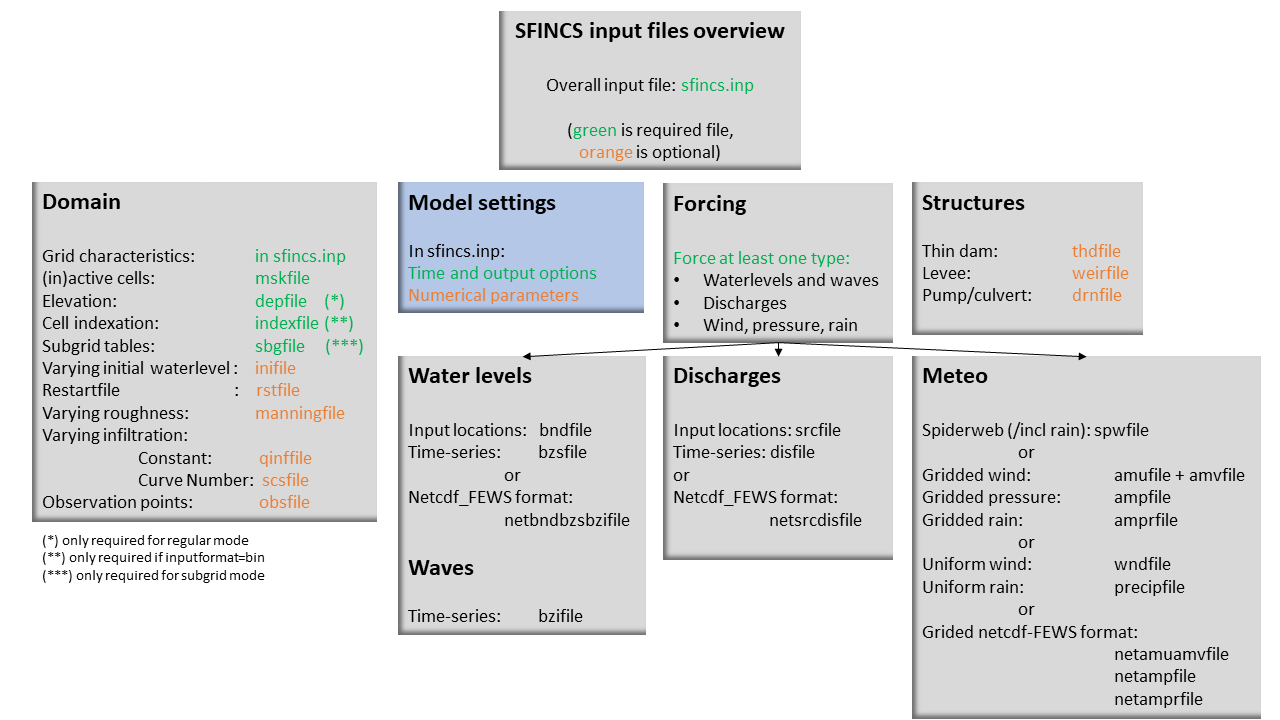 SFINCS input files overview
Overall input file: sfincs.inp
(green is required file,
orange is optional)
Domain
Grid characteristics: in sfincs.inp
(in)active cells: mskfile
Elevation: depfile (*)
Cell indexation: indexfile (**)
Subgrid tables: sbgfile (***)
Varying initial waterlevel : inifile
Restartfile : rstfile
Varying roughness: manningfile
Varying infiltration:
Constant: qinffile
Curve Number: scsfile
Observation points: obsfile
(*) only required for regular mode
(**) only required if inputformat=bin
(***) only required for subgrid mode
Model settings
In sfincs.inp:
Time and output options
Numerical parameters
Forcing
Force at least one type:
• Waterlevels and waves
• Discharges
• Wind, pressure, rain
Structures
Thin dam: thdfile
Levee: weirfile
Pump/culvert: drnfile
Water levels
Input locations: bndfile
Time-series: bzsfile
or
Netcdf_FEWS format:
netbndbzsbzifile
Waves
Time-series: bzifile
Discharges
Input locations: srcfile
Time-series: disfile
or
Netcdf_FEWS format:
netsrcdisfile
Meteo
Spiderweb (/incl rain): spwfile
or
Gridded wind: amufile + amvfile
Gridded pressure: ampfile
Gridded rain: amprfile
or
Uniform wind: wndfile
Uniform rain: precipfile
or
Grided netcdf-FEWS format:
netamuamvfile
netampfile
netamprfile